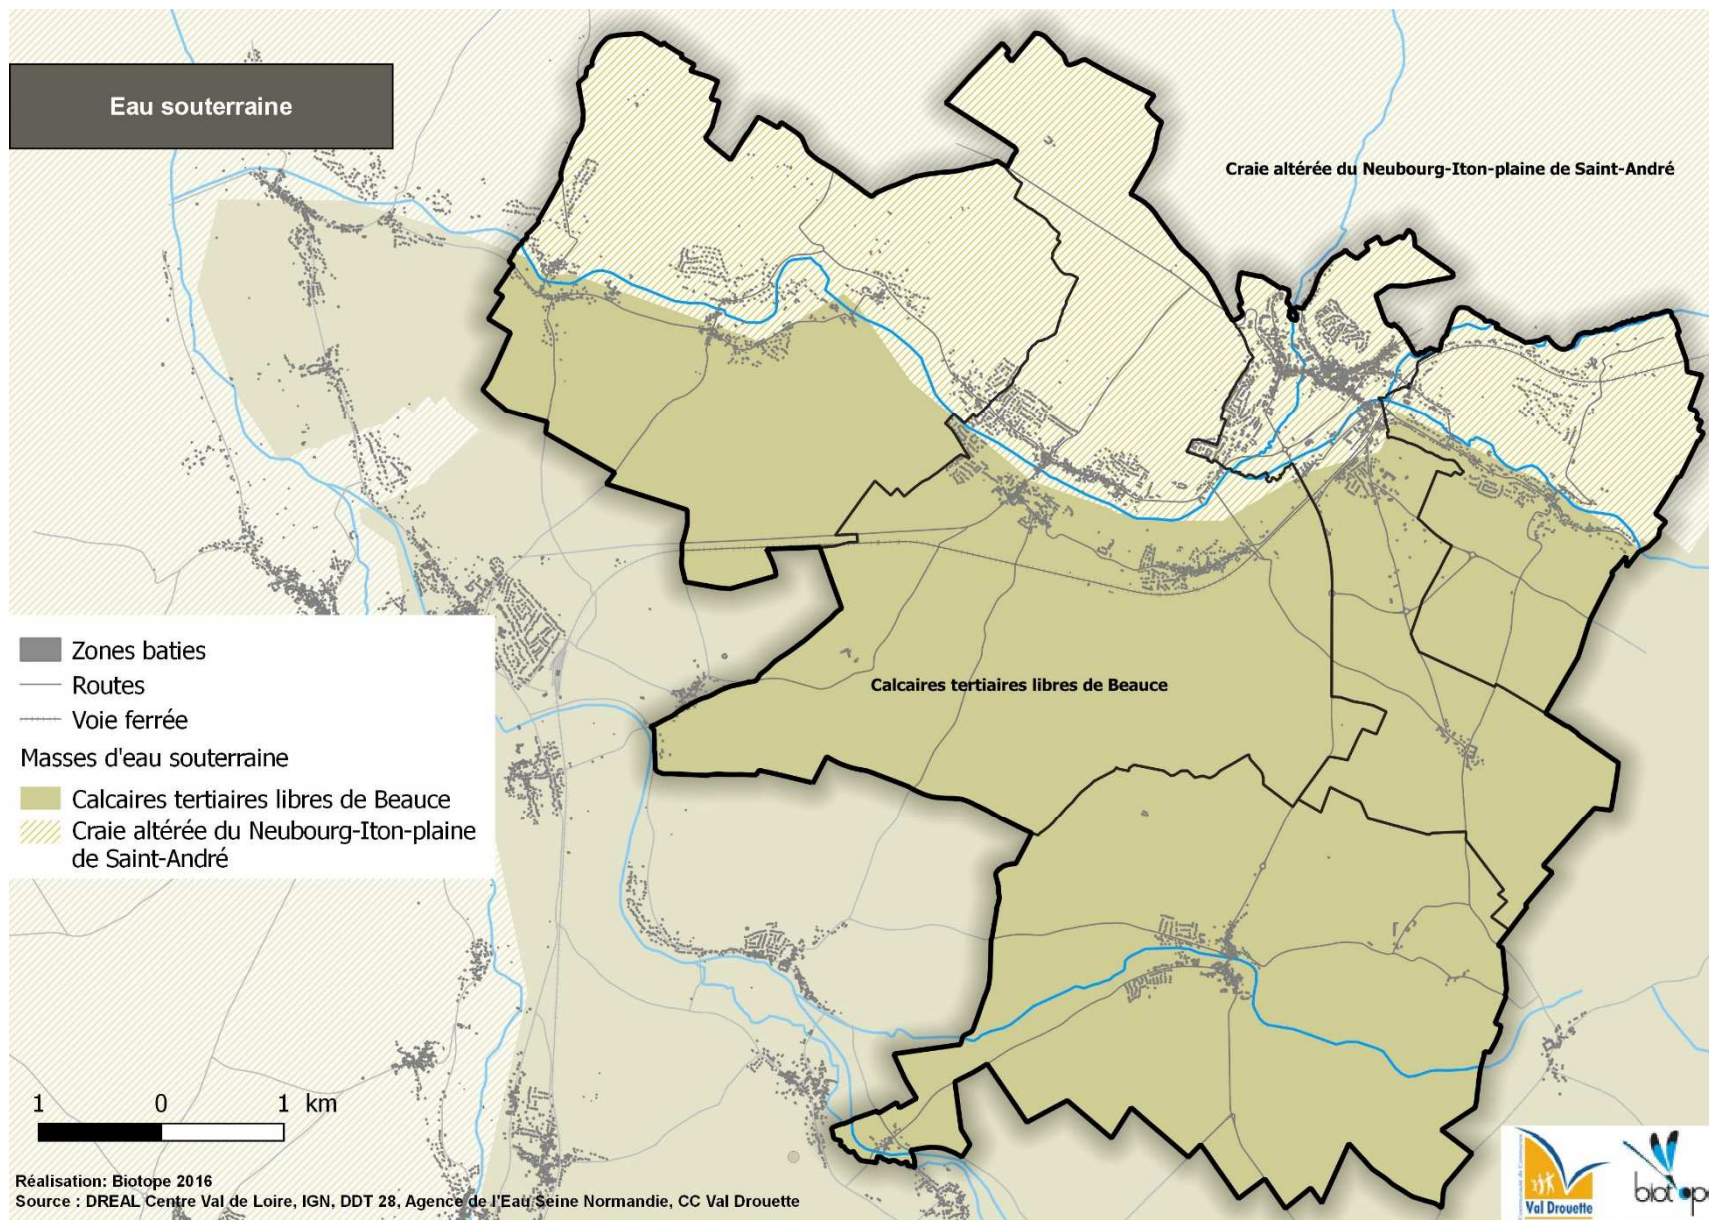 Eau souterraine
Craie altérée du Neubourg-Iton-plaine de Saint-André
Calcaires tertiaires libres de Beauce
Zones baties
Routes
Voie ferrée
Masses d'eau souterraine
Calcaires tertiaires libres de Beauce
Craie altérée du Neubourg-Iton-plaine
de Saint-André
1 0 1 km
Réalisation: Biotope 2016
Source : DREAL Centre Val de Loire, IGN, DDT 28, Agence de l'Eau Seine Normandie, CC Val Drouette
Val Drouette